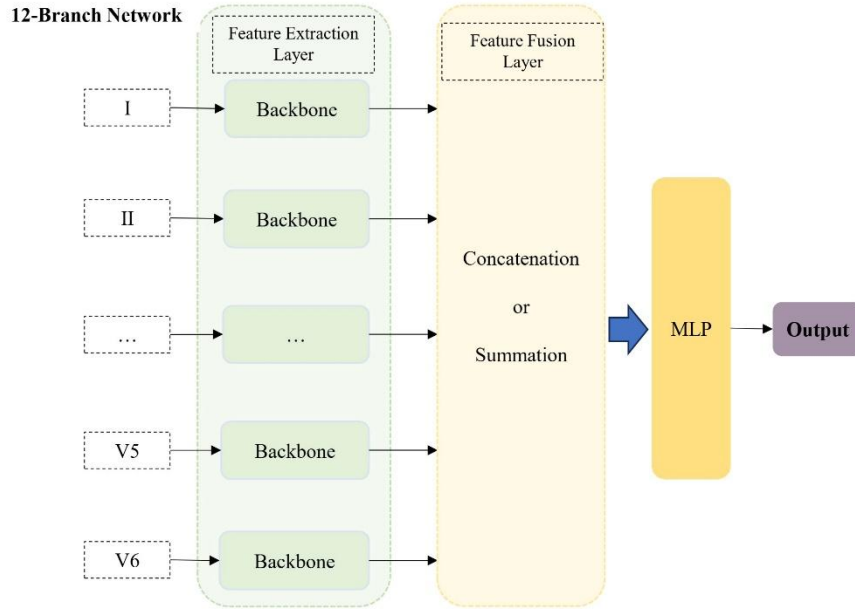 12-Branch Network
Feature Extraction
Layer
Feature Fusion
Layer
I
Backbone
II
Backbone
Concatenation
or
Summation
...
...
MLP
Output
V5
Backbone
V6
Backbone